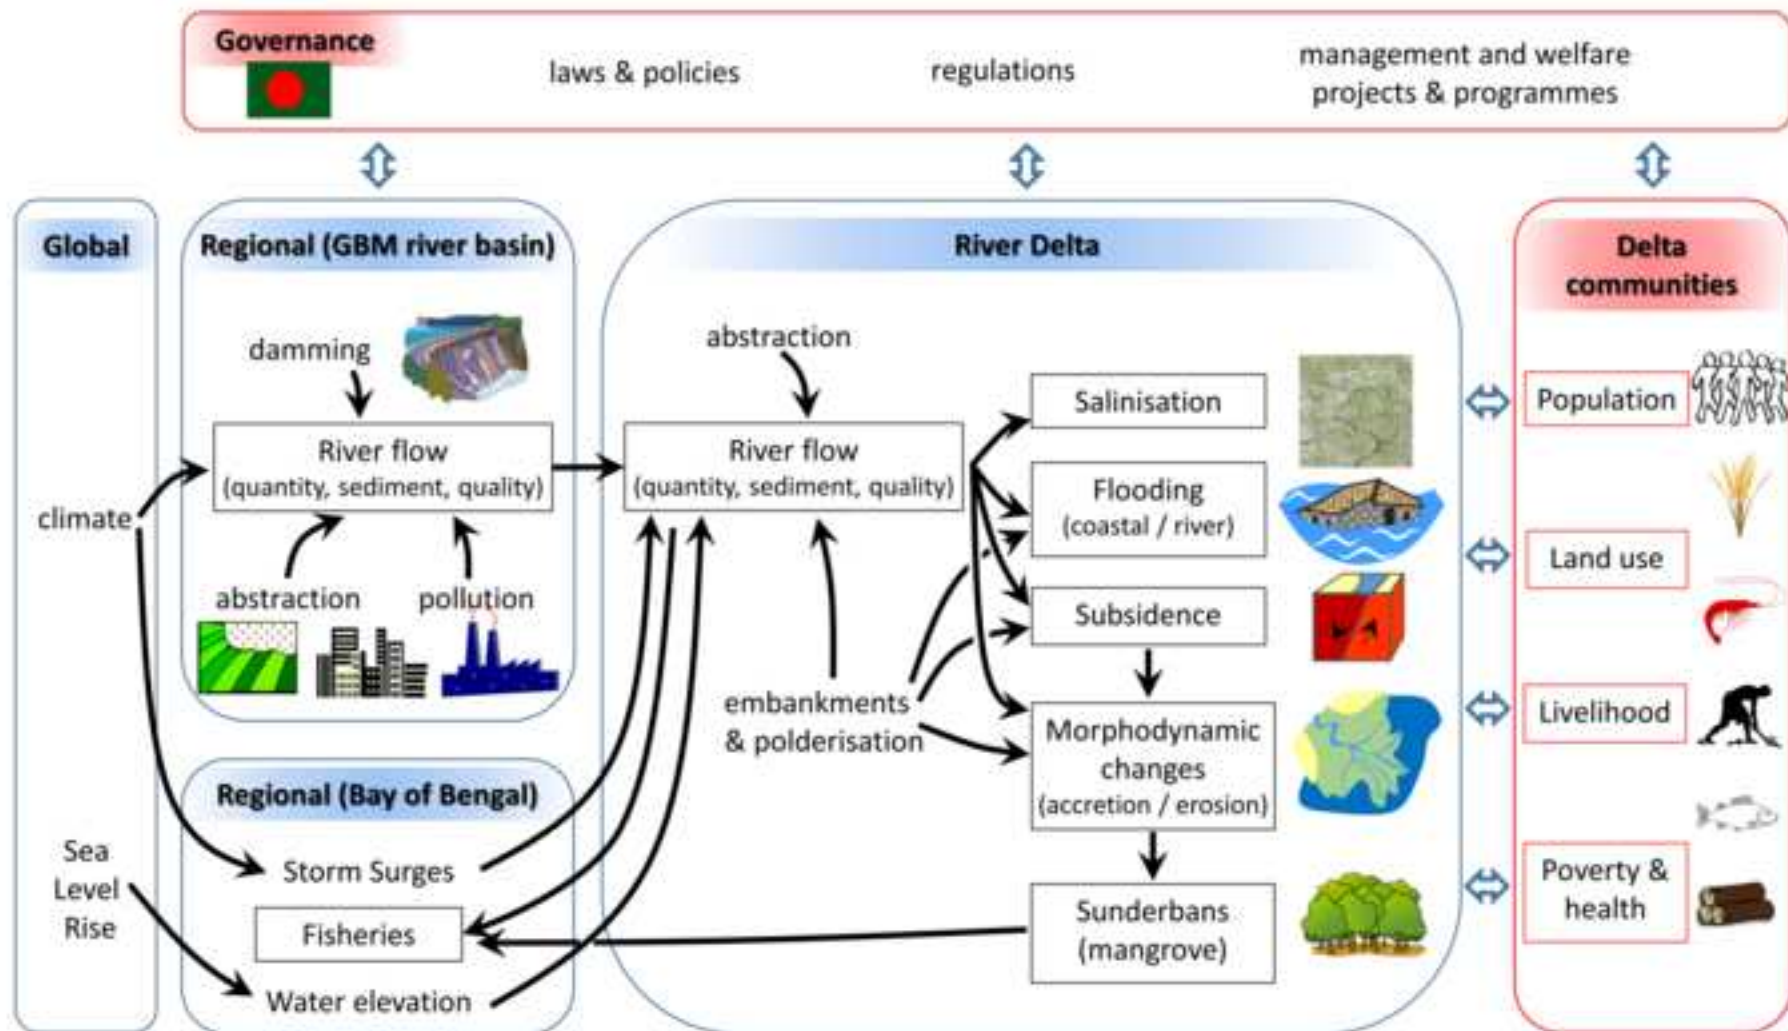 Governance
laws & policies
regulations
management and welfare
projects & programmes
Global
climate
Sea
Level
Rise
Regional (GBM river basin)
damming
River flow
(quantity, sediment, quality)
abstraction
pollution
Regional (Bay of Bengal)
Storm Surges
Fisheries
Water elevation
River Delta
abstraction
River flow
(quantity, sediment, quality)
embankments
& polderisation
Salinisation
Flooding
(coastal / river)
Subsidence
Morphodynamic
changes
(accretion / erosion)
Sunderbans
(mangrove)
Delta
communities
Population
Land use
Livelihood
Poverty &
health